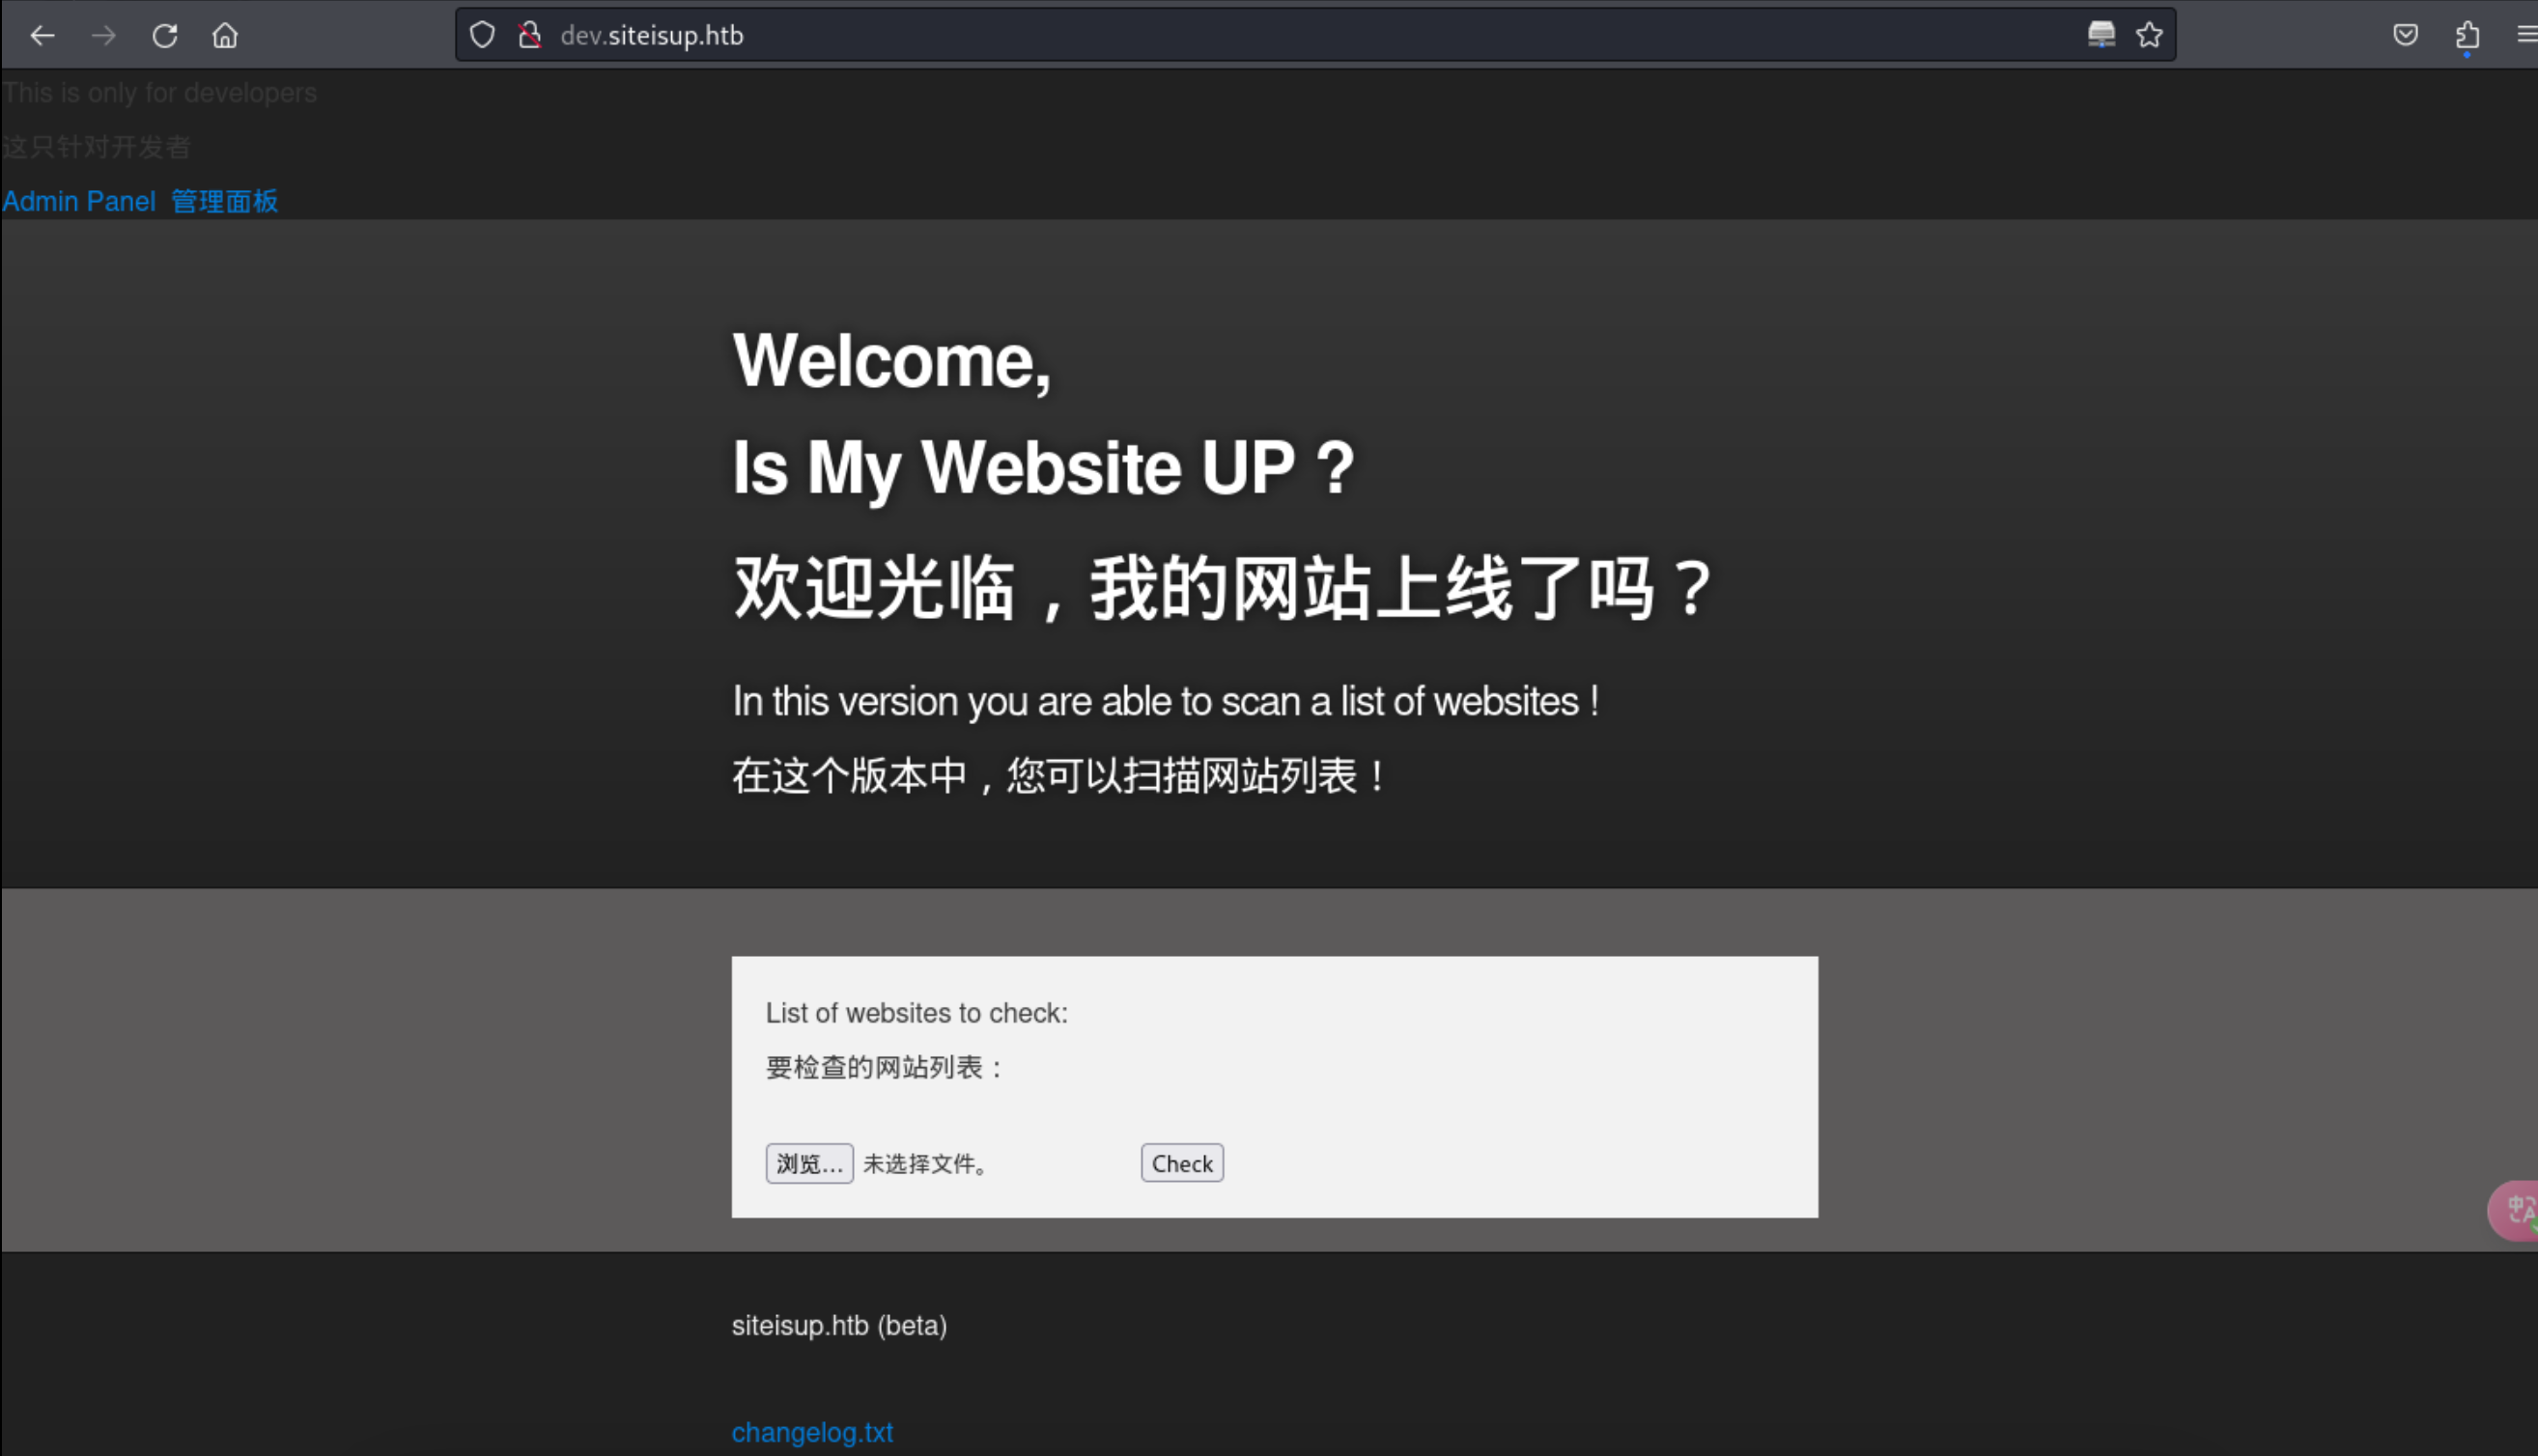 dev.siteisup.htb
This is only for developers
这只针对开发者
Admin Panel 管理面板
Welcome,
Is My Website UP ?
欢迎光临，我的网站上线了吗？
In this version you are able to scan a list of websites !
在这个版本中，您可以扫描网站列表！
List of websites to check:
要检查的网站列表：
浏览… 未选择文件。 Check
siteisup.htb (beta)
changelog.txt